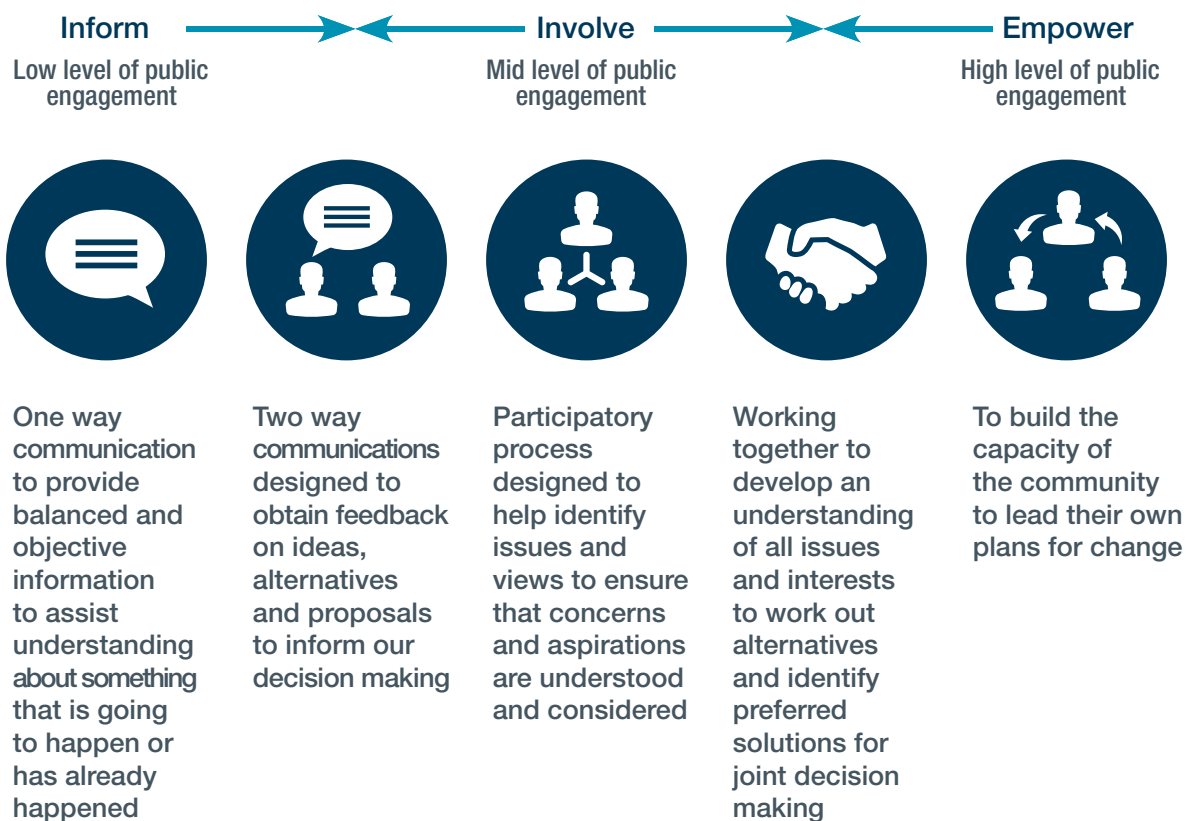 Inform
Involve
Empower
Low level of public
engagement
Mid level of public
engagement
High level of public
engagement
One way
communication
to provide
balanced and
objective
information
to assist
understanding
about something
that is going
to happen or
has already
happened
Two way
communications
designed to
obtain feedback
on ideas,
alternatives
and proposals
to inform our
decision making
Participatory
process
designed to
help identify
issues and
views to ensure
that concerns
and aspirations
are understood
and considered
Working
together to
develop an
understanding
of all issues
and interests
to work out
alternatives
and identify
preferred
solutions for
joint decision
making
To build the
capacity of
the community
to lead their own
plans for change